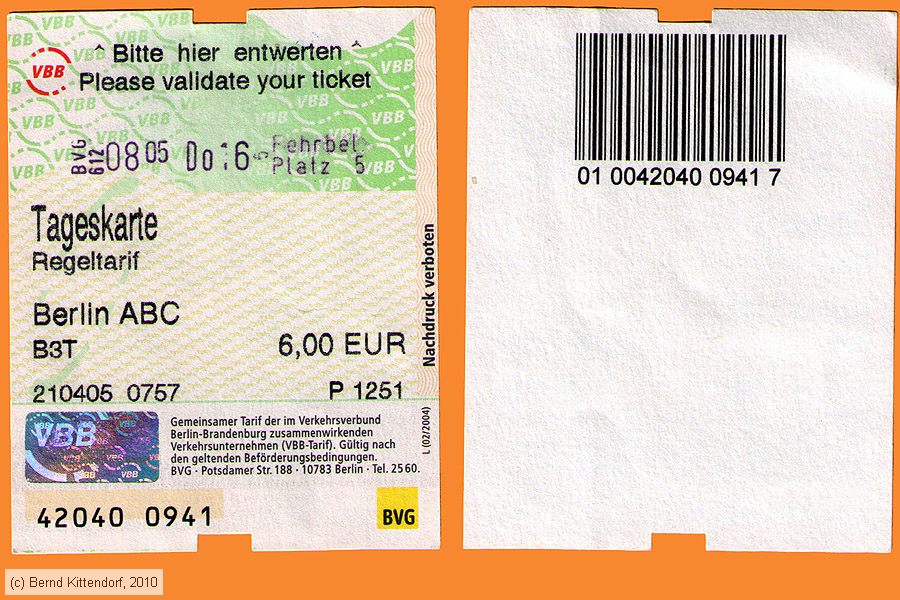 VBB
^ Bitte hier entwerten ^
Please validate your ticket
BVG 612 08 05 Do 16 Fehrbel-
Platz 5
Tageskarte
Regeltarif
Berlin ABC
B3T
6,00 EUR
210405 0757
P 1251
Nachdruck verboten
L (02/2004)
VBB
Gemeinsamer Tarif der im Verkehrsverbund
Berlin-Brandenburg zusammenwirkenden
Verkehrsunternehmen (VBB-Tarif). Gültig nach
den geltenden Beförderungsbedingungen.
BVG · Potsdamer Str. 188 · 10783 Berlin · Tel. 25 60.
42040 0941
BVG
01 0042040 0941 7
(c) Bernd Kittendorf, 2010